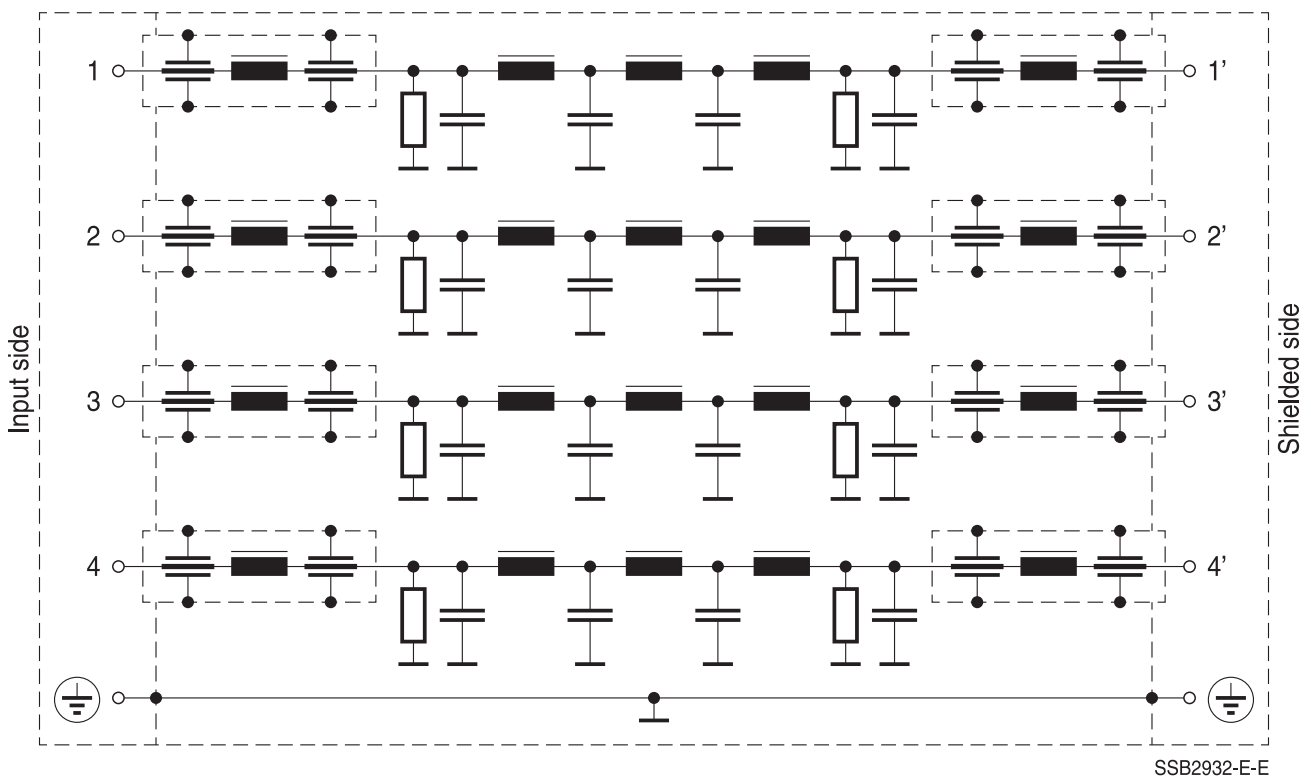 1 1'
2 2'
Input side
Shielded side
3 3'
4 4'
SSB2932-E-E